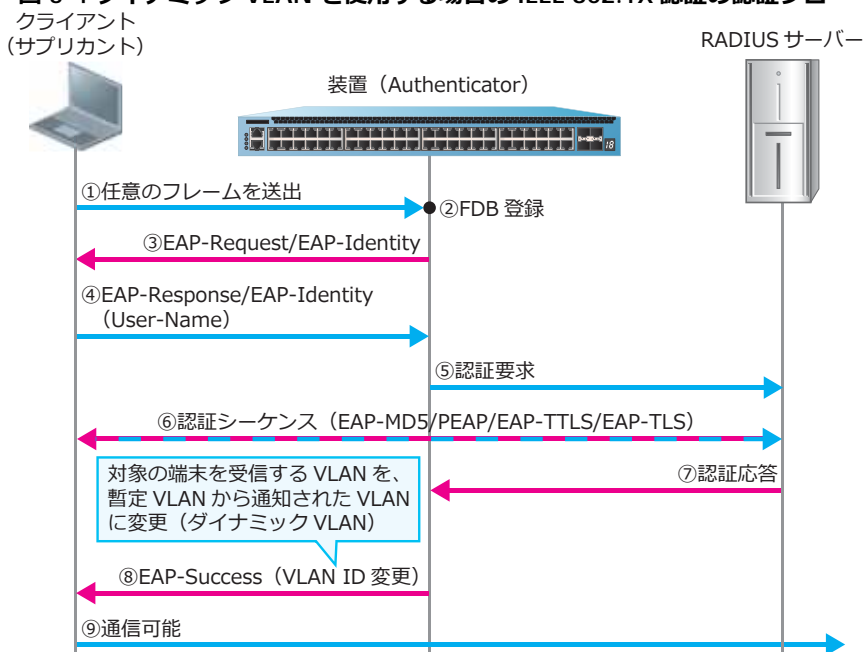 クライアント
（サプリカント）
RADIUS サーバー
装置（Authenticator）
18
①任意のフレームを送出
②FDB 登録
③EAP-Request/EAP-Identity
④EAP-Response/EAP-Identity
（User-Name）
⑤認証要求
⑥認証シーケンス（EAP-MD5/PEAP/EAP-TTLS/EAP-TLS）
対象の端末を受信する VLAN を、
暫定 VLAN から通知された VLAN
に変更（ダイナミック VLAN）
⑦認証応答
⑧EAP-Success（VLAN ID 変更）
⑨通信可能